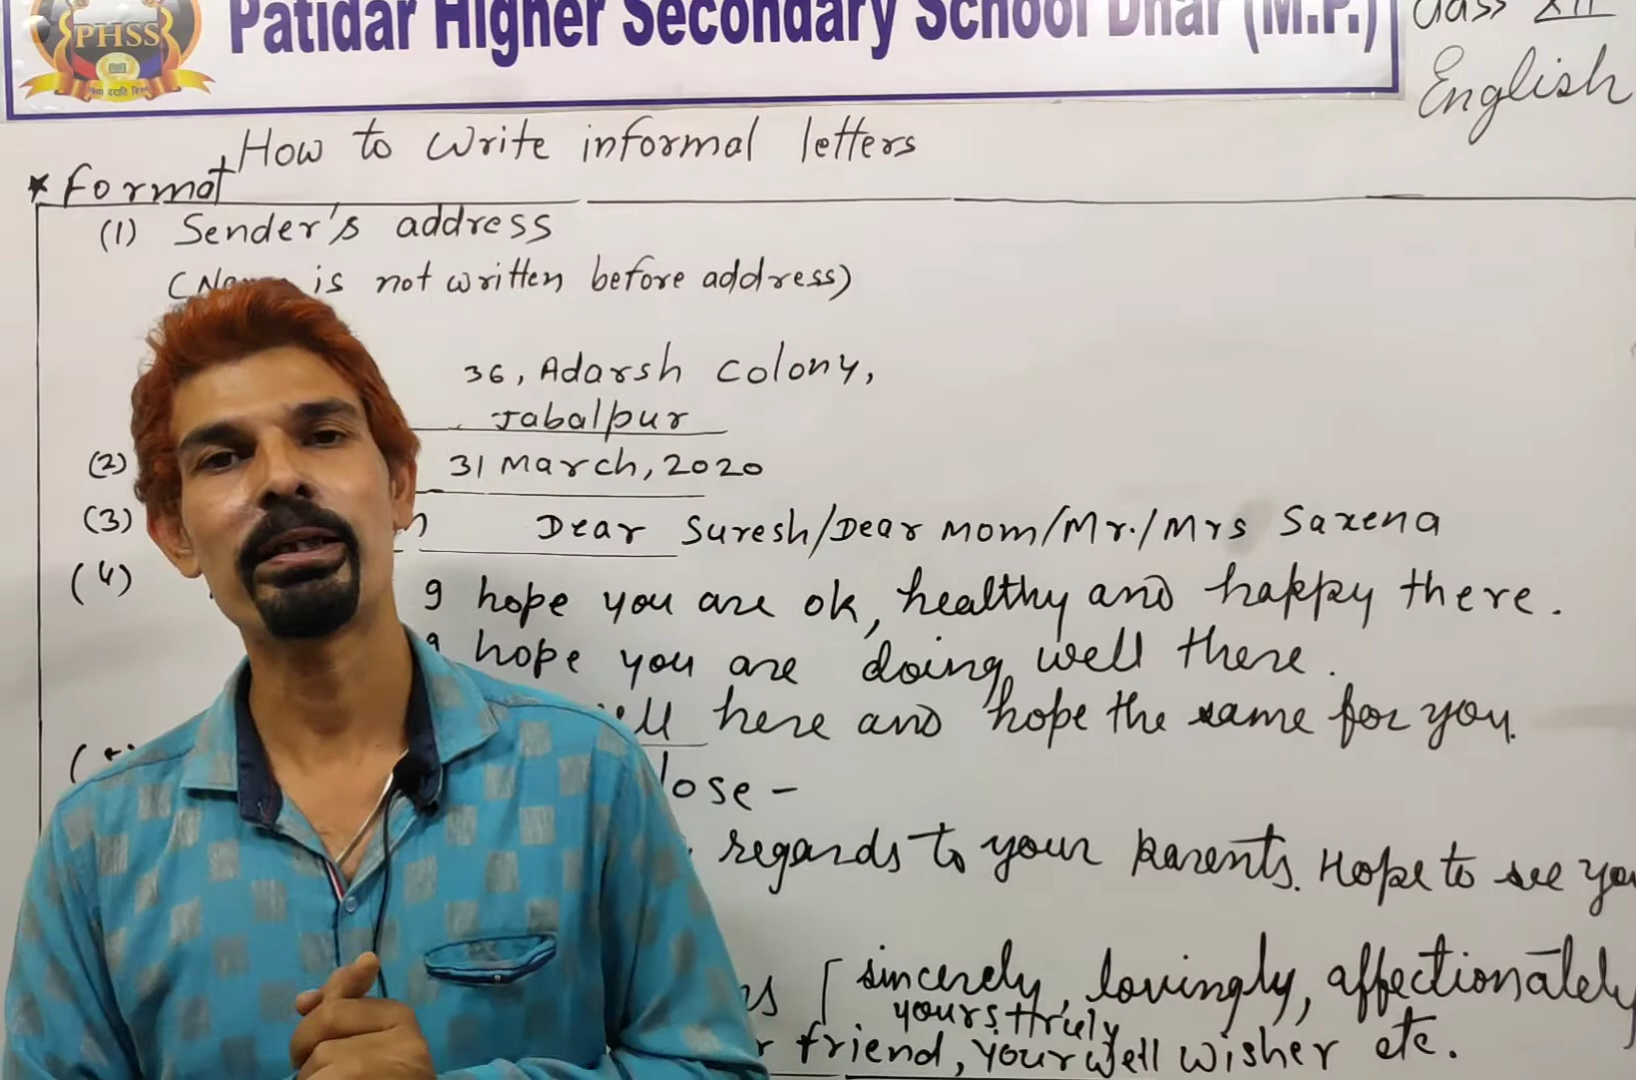 PHSS
Patidar Higher Secondary School Dhar (M.P.)
Class XII
English
How to write informal letters
* Format
(1) Sender's address
is not written before address)
36, Adarsh Colony,
Jabalpur
(2) 31 March, 2020
(3) Dear Suresh/Dear mom/Mr./Mrs Saxena
(4) I hope you are ok, healthy and happy there.
I hope you are doing well there.
here and hope the same for you.
lose -
regards to your parents. Hope to see you
sincerely, lovingly, affectionately
yours truly
friend, your well wisher etc.